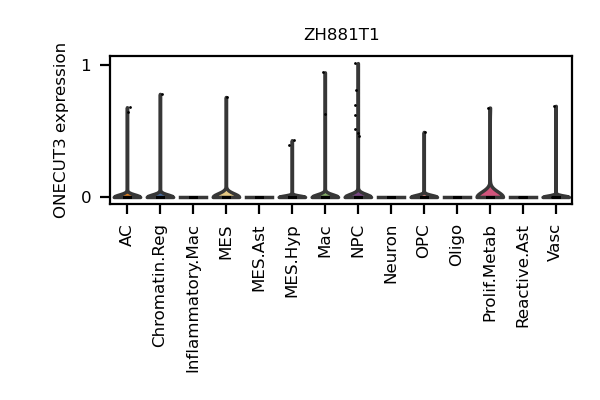 ZH881T1
ONECUT3 expression
1
0
AC
Chromatin.Reg
Inflammatory.Mac
MES
MES.Ast
MES.Hyp
Mac
NPC
Neuron
OPC
Oligo
Prolif.Metab
Reactive.Ast
Vasc